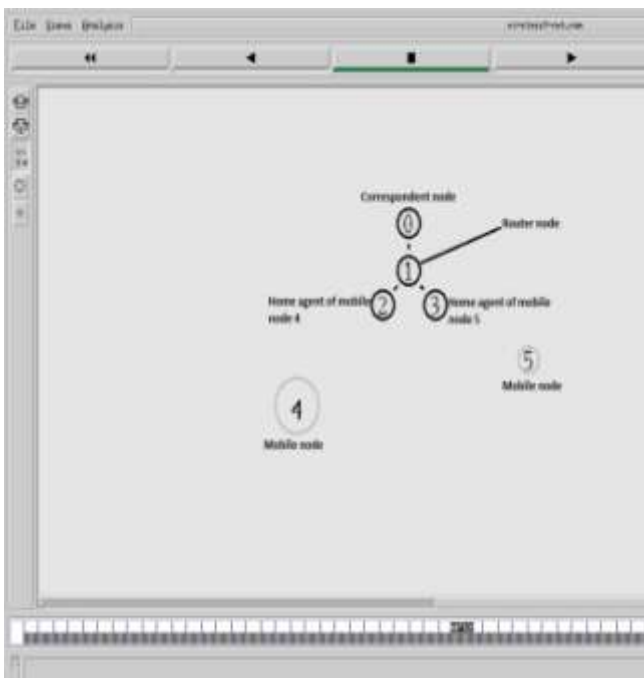 File Views Analysis
Correspondent node
0
Router node
1
Home agent of mobile
node 4
2
3
Home agent of mobile
node 5
5
Mobile node
4
Mobile node